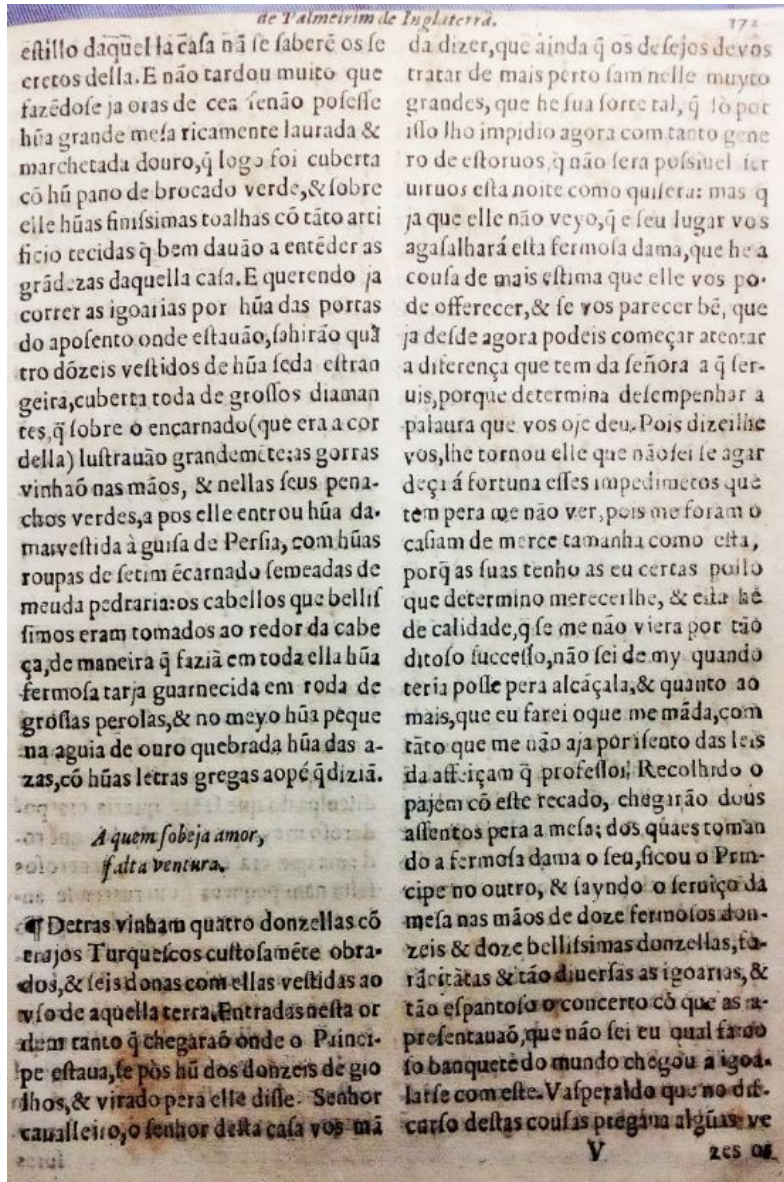 de Palmeirim de Inglaterra.
172
eſtillo daquella cãſa nã ſe ſaberẽ os ſe
cretos della. E não tardou muito que
fazẽdoſe ja oras de cea ſenão poſeſſe
hũa grande meſa ricamente laurada &
marchetada douro, q̃ logo foi cuberta
cõ hũ pano de brocado verde, & ſobre
elle hũas finiſsimas toalhas cõ tãto arti
ficio tecidas q̃ bem dauão a entẽder as
grãdezas daquella caſa. E querendo ja
correr as igoarias por hũa das portas
do apoſento onde eſtauão, ſahirão quã
tro dõzeis veſtidos de hũa ſeda eſtran
geira, cuberta toda de groſſos diaman
tes, q̃ ſobre o encarnado (que era a cor
della) luſtrauão grandemẽte: as gorras
vinhaõ nas mãos, & nellas ſeus pena-
chos verdes, a pos elle entrou hũa da-
ma veſtida à guiſa de Perſia, com hũas
roupas de ſetim ẽcarnado ſemeadas de
meuda pedraria: os cabellos que belliſ
ſimos eram tomados ao redor da cabe
ça, de maneira q̃ faziã em toda ella hũa
fermoſa tarja guarnecida em roda de
groſſas perolas, & no meyo hũa peque
na aguia de ouro quebrada hũa das a-
zas, cõ hũas letras gregas aopé q̃ diziã.
A quem ſobeja amor,
falta ventura.
¶ Detras vinham quatro donzellas cõ
trajos Turqueſcos cuſtoſamẽte obra-
dos, & ſeis donas com ellas veſtidas ao
vſo de aquella terra. Entradas neſta or
dem tanto q̃ chegaraõ onde o Princi-
pe eſtaua, ſe pòs hũ dos donzeis de gio
lhos, & virado pera elle diſſe. Senhor
caualleiro, o ſenhor deſta caſa vos mã
da dizer, que ainda q̃ os deſejos de vos
tratar de mais perto ſam nelle muyto
grandes, que he ſua ſorte tal, q̃ ſò por
iſſo lho impidio agora com tanto gene
ro de eſtoruos, q̃ não ſera poſsiuel ſer
uiruos eſta noite como quiſera: mas q
ja que elle não veyo, q̃ e ſeu lugar vos
agaſalhará eſta fermoſa dama, que he a
couſa de mais eſtima que elle vos po-
de offerecer, & ſe vos parecer bẽ, que
ja deſde agora podeis começar atentar
a diferença que tem da ſeñora a q̃ ſer-
uis, porque determina deſempenhar a
palaura que vos oje deu. Pois dizeilhe
vos, lhe tornou elle que não ſei ſe agar
deçi á fortuna eſſes impedimẽtos que
tem pera me não ver, pois me foram o
caſiam de merce tamanha como eſta,
porq̃ as ſuas tenho as eu certas poſto
que determino merecerlhe, & eſta hê
de calidade, q̃ ſe me não viera por tão
ditoſo ſucceſſo, não ſei de my quando
teria poſſe pera alcãçala, & quanto ao
mais, que eu farei oque me mãda, com
tãto que me não aja por iſento das leis
da affeiçam q̃ profeſſo. Recolhido o
pajem cõ eſte recado, chegarão dous
aſſentos pera a meſa; dos quaes toman
do a fermoſa dama o ſeu, ficou o Prin-
cipe no outro, & ſayndo o ſeruiço da
meſa nas mãos de doze fermoſos don-
zeis & doze belliſsimas donzellas, fo-
rã citãtas & tão diuerſas as igoarias, &
tão eſpantoſo o concerto cõ que as a-
preſentauaõ, que não ſei eu qual famo
ſo banquete do mundo chegou a igoa-
larſe com eſte. Vaſperaldo que no diſ-
curſo deſtas couſas pregaua algũas ve
V
zes os